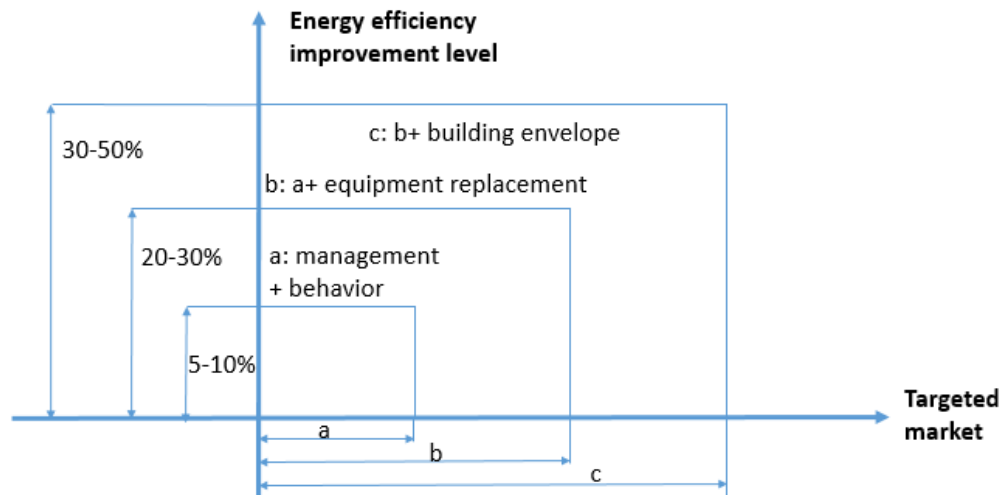 Energy efficiency
improvement level
c: b+ building envelope
30-50%
b: a+ equipment replacement
20-30%
a: management
+ behavior
5-10%
Targeted
market
a
b
c